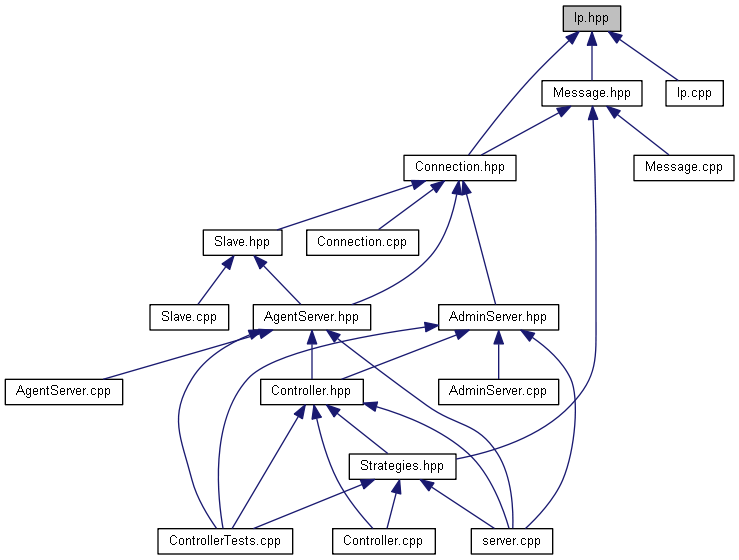 Ip.hpp
Message.hpp
Ip.cpp
Connection.hpp
Message.cpp
Slave.hpp
Connection.cpp
Slave.cpp
AgentServer.hpp
AdminServer.hpp
AgentServer.cpp
Controller.hpp
AdminServer.cpp
Strategies.hpp
ControllerTests.cpp
Controller.cpp
server.cpp